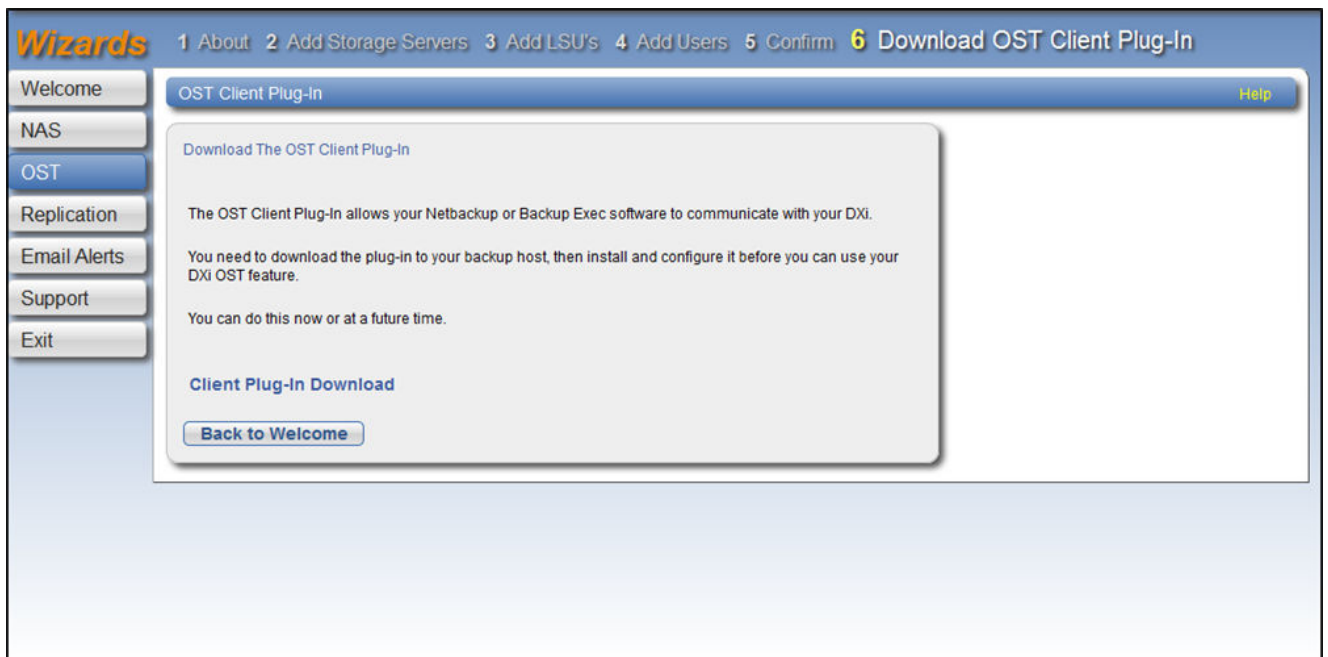 Wizards 1 About 2 Add Storage Servers 3 Add LSU's 4 Add Users 5 Confirm 6 Download OST Client Plug-In
Welcome
NAS
OST
Replication
Email Alerts
Support
Exit
OST Client Plug-In Help
Download The OST Client Plug-In
The OST Client Plug-In allows your Netbackup or Backup Exec software to communicate with your DXi.
You need to download the plug-in to your backup host, then install and configure it before you can use your
DXi OST feature.
You can do this now or at a future time.
Client Plug-In Download
Back to Welcome